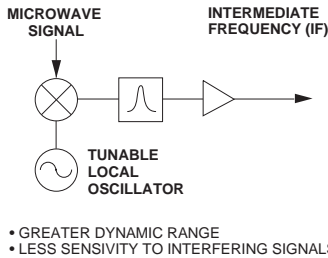 MICROWAVE
SIGNAL
INTERMEDIATE
FREQUENCY (IF)
TUNABLE
LOCAL
OSCILLATOR
• GREATER DYNAMIC RANGE
• LESS SENSIVITY TO INTERFERING SIGNALS